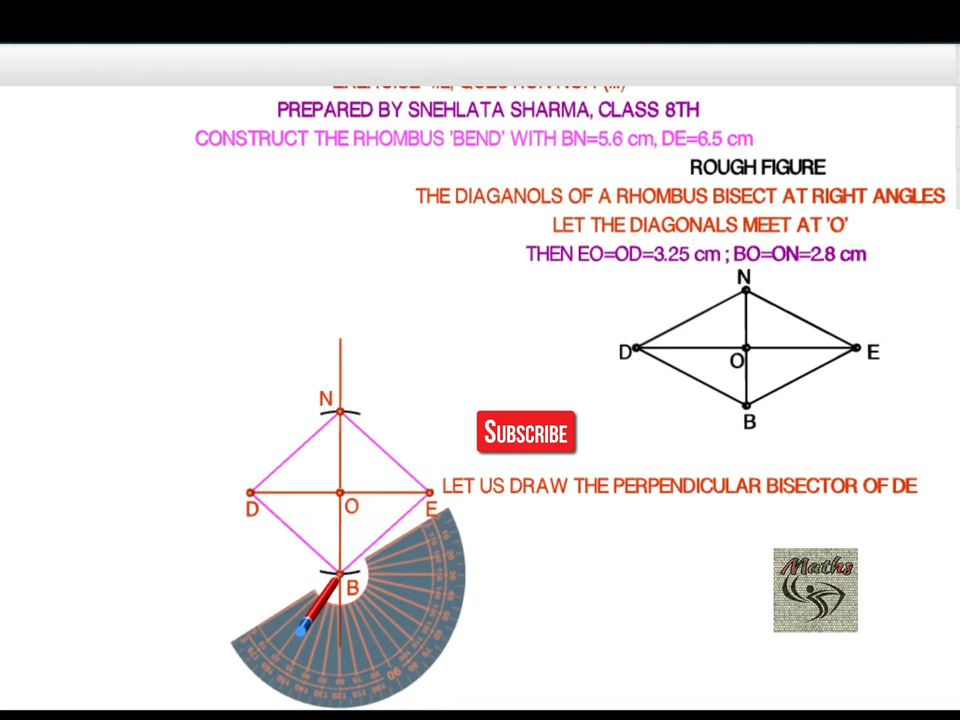 PREPARED BY SNEHLATA SHARMA, CLASS 8TH
CONSTRUCT THE RHOMBUS 'BEND' WITH BN=5.6 cm, DE=6.5 cm
ROUGH FIGURE
THE DIAGANOLS OF A RHOMBUS BISECT AT RIGHT ANGLES
LET THE DIAGONALS MEET AT 'O'
THEN EO=OD=3.25 cm ; BO=ON=2.8 cm
N
D
O
E
B
N
SUBSCRIBE
D
O
E
LET US DRAW THE PERPENDICULAR BISECTOR OF DE
B
Maths